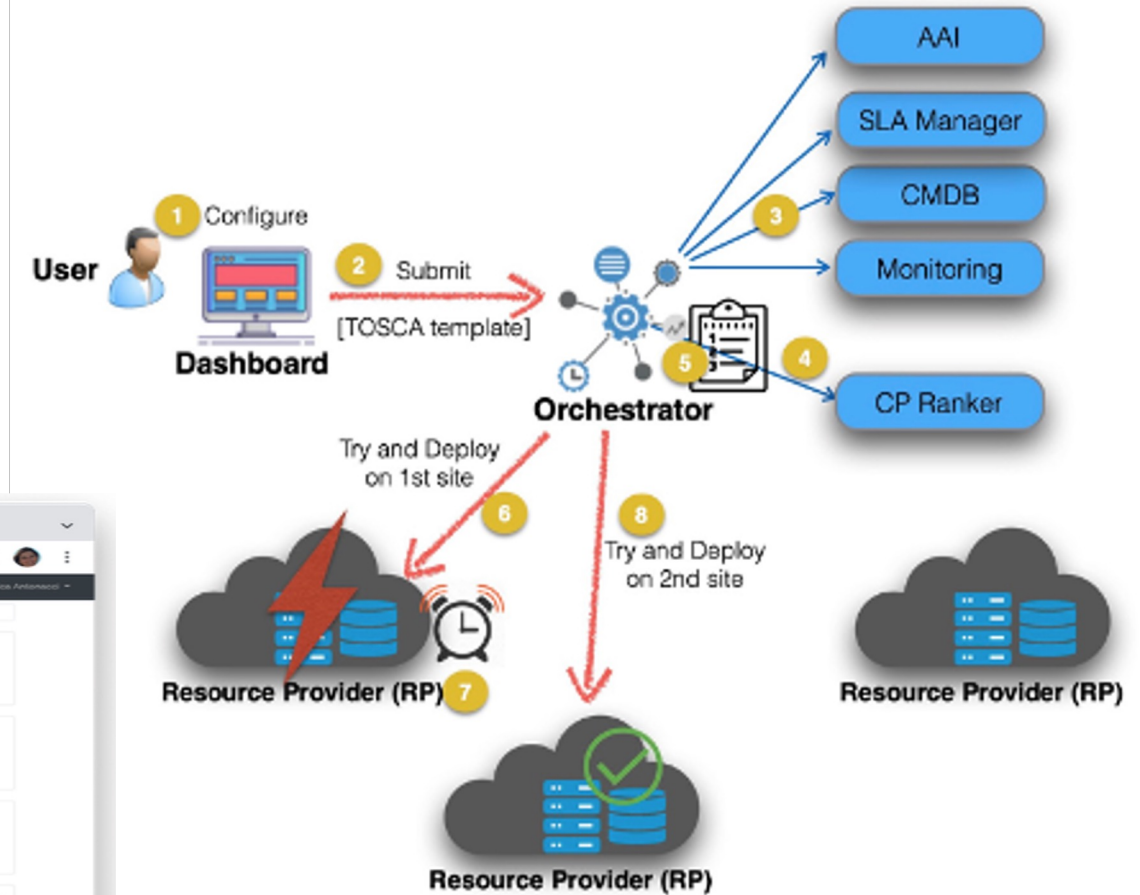 AAI
SLA Manager
CMDB
Monitoring
CP Ranker
1
Configure
User
Dashboard
2
Submit
[TOSCA template]
3
4
5
1
Orchestrator
Try and Deploy
on 1st site
6
8
Try and Deploy
on 2nd site
Resource Provider (RP)
7
Resource Provider (RP)
Resource Provider (RP)